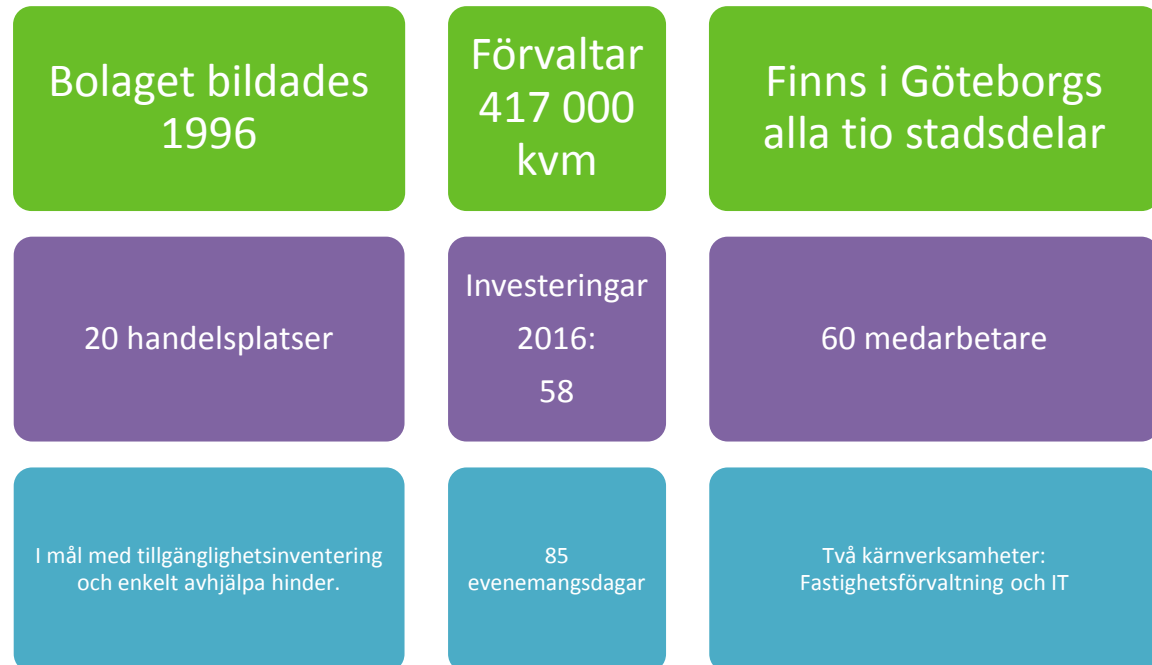 Bolaget bildades
1996
Förvaltar
417 000
kvm
Finns i Göteborgs
alla tio stadsdelar
20 handelsplatser
Investeringar
2016:
58
60 medarbetare
I mål med tillgänglighetsinventering
och enkelt avhjälpa hinder.
85
evenemangsdagar
Två kärnverksamheter:
Fastighetsförvaltning och IT